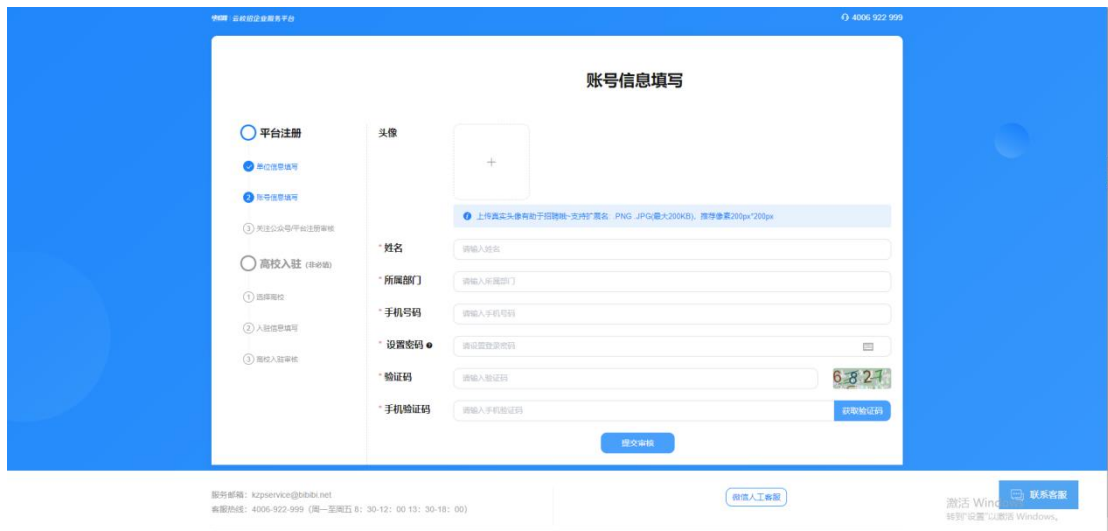 云校招企业服务平台
4006 922 999
账号信息填写
平台注册
单位信息填写
2 账号信息填写
3 关注公众号/平台注册审核
高校入驻 (非必填)
1 选择院校
2 入驻信息填写
3 院校入驻审核
头像
+
上传真实头像有助于招聘哦~支持扩展名：PNG .JPG(最大200KB)，推荐像素200px*200px
* 姓名
请输入姓名
* 所属部门
请输入所属部门
* 手机号码
请输入手机号码
* 设置密码
请设置登录密码
* 验证码
请输入验证码
6827
* 手机验证码
请输入手机验证码
获取验证码
提交审核
服务邮箱：kzpservice@bibibi.net
客服热线：4006-922-999（周一至周五 8：30-12：00 13：30-18：00）
微信人工客服
联系客服
激活 Windows
转到"设置"以激活 Windows。